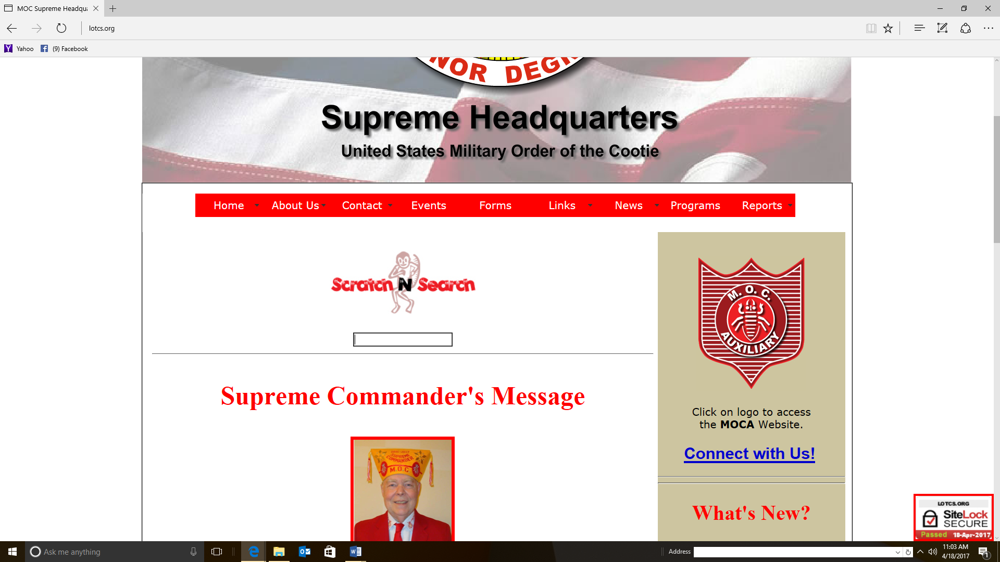 MOC Supreme Headqua
lotcs.org
Yahoo
(9) Facebook
NOR DEGR
Supreme Headquarters
United States Military Order of the Cootie
Home
About Us
Contact
Events
Forms
Links
News
Programs
Reports
Scratch N Search
M. O. C.
AUXILIARY
Click on logo to access
the MOCA Website.
Connect with Us!
Supreme Commander's Message
SUPREME
COMMANDER
M.O.C
What's New?
LOTCS.ORG
SiteLock
SECURE
Passed 18-Apr-2017
Ask me anything
Address
11:03 AM
4/18/2017
1